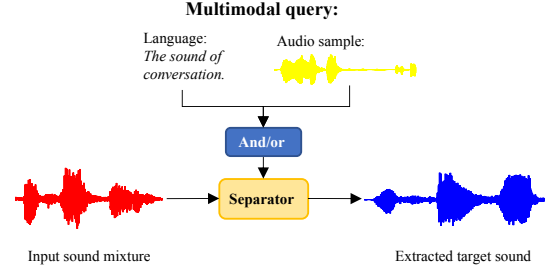 Multimodal query:
Language:
The sound of
conversation.
Audio sample:
And/or
Separator
Input sound mixture
Extracted target sound